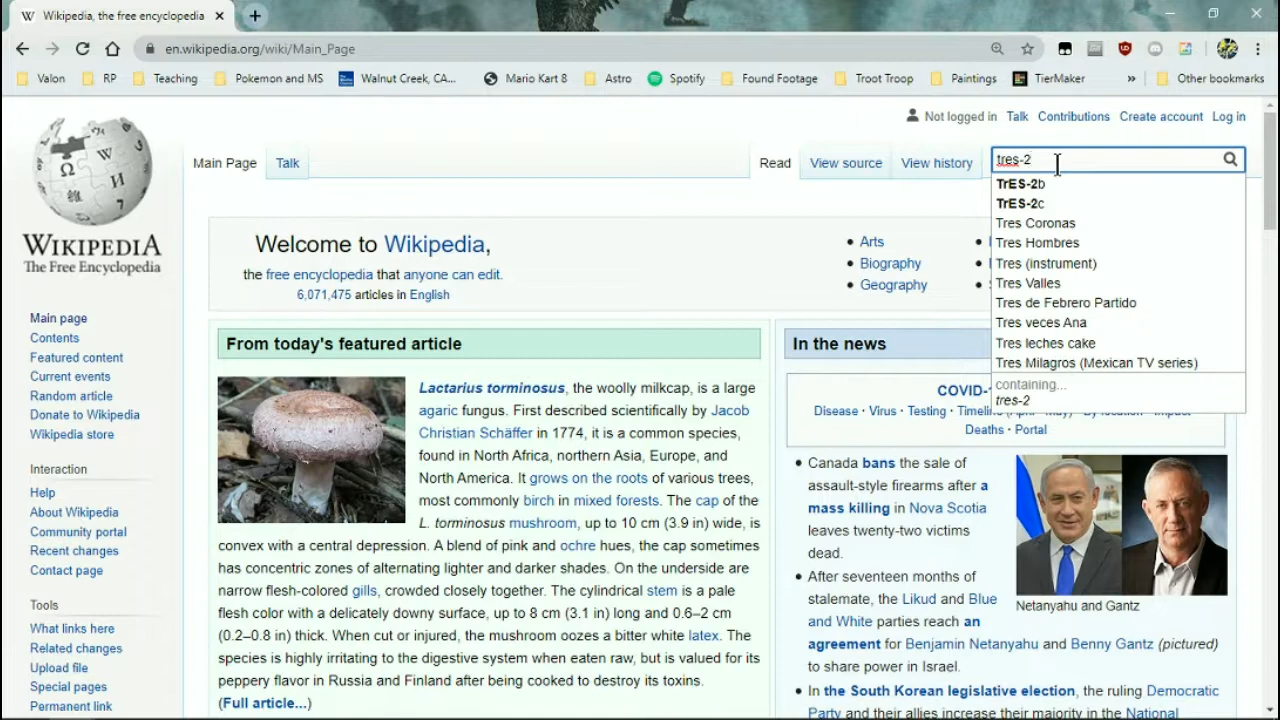 Wikipedia, the free encyclopedia
en.wikipedia.org/wiki/Main_Page
Valon RP Teaching Pokemon and MS Walnut Creek, CA... Mario Kart 8 Astro Spotify Found Footage Troot Troop Paintings TierMaker » Other bookmarks
Not logged in Talk Contributions Create account Log in
Main Page Talk Read View source View history tres-2
TrES-2b
TrES-2c
Tres Coronas
Tres Hombres
Tres (instrument)
Tres Valles
Tres de Febrero Partido
Tres veces Ana
Tres leches cake
Tres Milagros (Mexican TV series)
containing...
tres-2
WIKIPEDIA
The Free Encyclopedia
Main page
Contents
Featured content
Current events
Random article
Donate to Wikipedia
Wikipedia store
Interaction
Help
About Wikipedia
Community portal
Recent changes
Contact page
Tools
What links here
Related changes
Upload file
Special pages
Permanent link
Welcome to Wikipedia,
the free encyclopedia that anyone can edit.
6,071,475 articles in English
• Arts
• Biography
• Geography
From today's featured article
Lactarius torminosus, the woolly milkcap, is a large
agaric fungus. First described scientifically by Jacob
Christian Schäffer in 1774, it is a common species,
found in North Africa, northern Asia, Europe, and
North America. It grows on the roots of various trees,
most commonly birch in mixed forests. The cap of the
L. torminosus mushroom, up to 10 cm (3.9 in) wide, is
convex with a central depression. A blend of pink and ochre hues, the cap sometimes
has concentric zones of alternating lighter and darker shades. On the underside are
narrow flesh-colored gills, crowded closely together. The cylindrical stem is a pale
flesh color with a delicately downy surface, up to 8 cm (3.1 in) long and 0.6–2 cm
(0.2–0.8 in) thick. When cut or injured, the mushroom oozes a bitter white latex. The
species is highly irritating to the digestive system when eaten raw, but is valued for its
peppery flavor in Russia and Finland after being cooked to destroy its toxins.
(Full article...)
In the news
COVID-
Disease · Virus · Testing · Timeline
Deaths · Portal
• Canada bans the sale of
assault-style firearms after a
mass killing in Nova Scotia
leaves twenty-two victims
dead.
• After seventeen months of
stalemate, the Likud and Blue
and White parties reach an
agreement for Benjamin Netanyahu and Benny Gantz (pictured)
to share power in Israel.
• In the South Korean legislative election, the ruling Democratic
Party and their allies increase their majority in the National
Netanyahu and Gantz